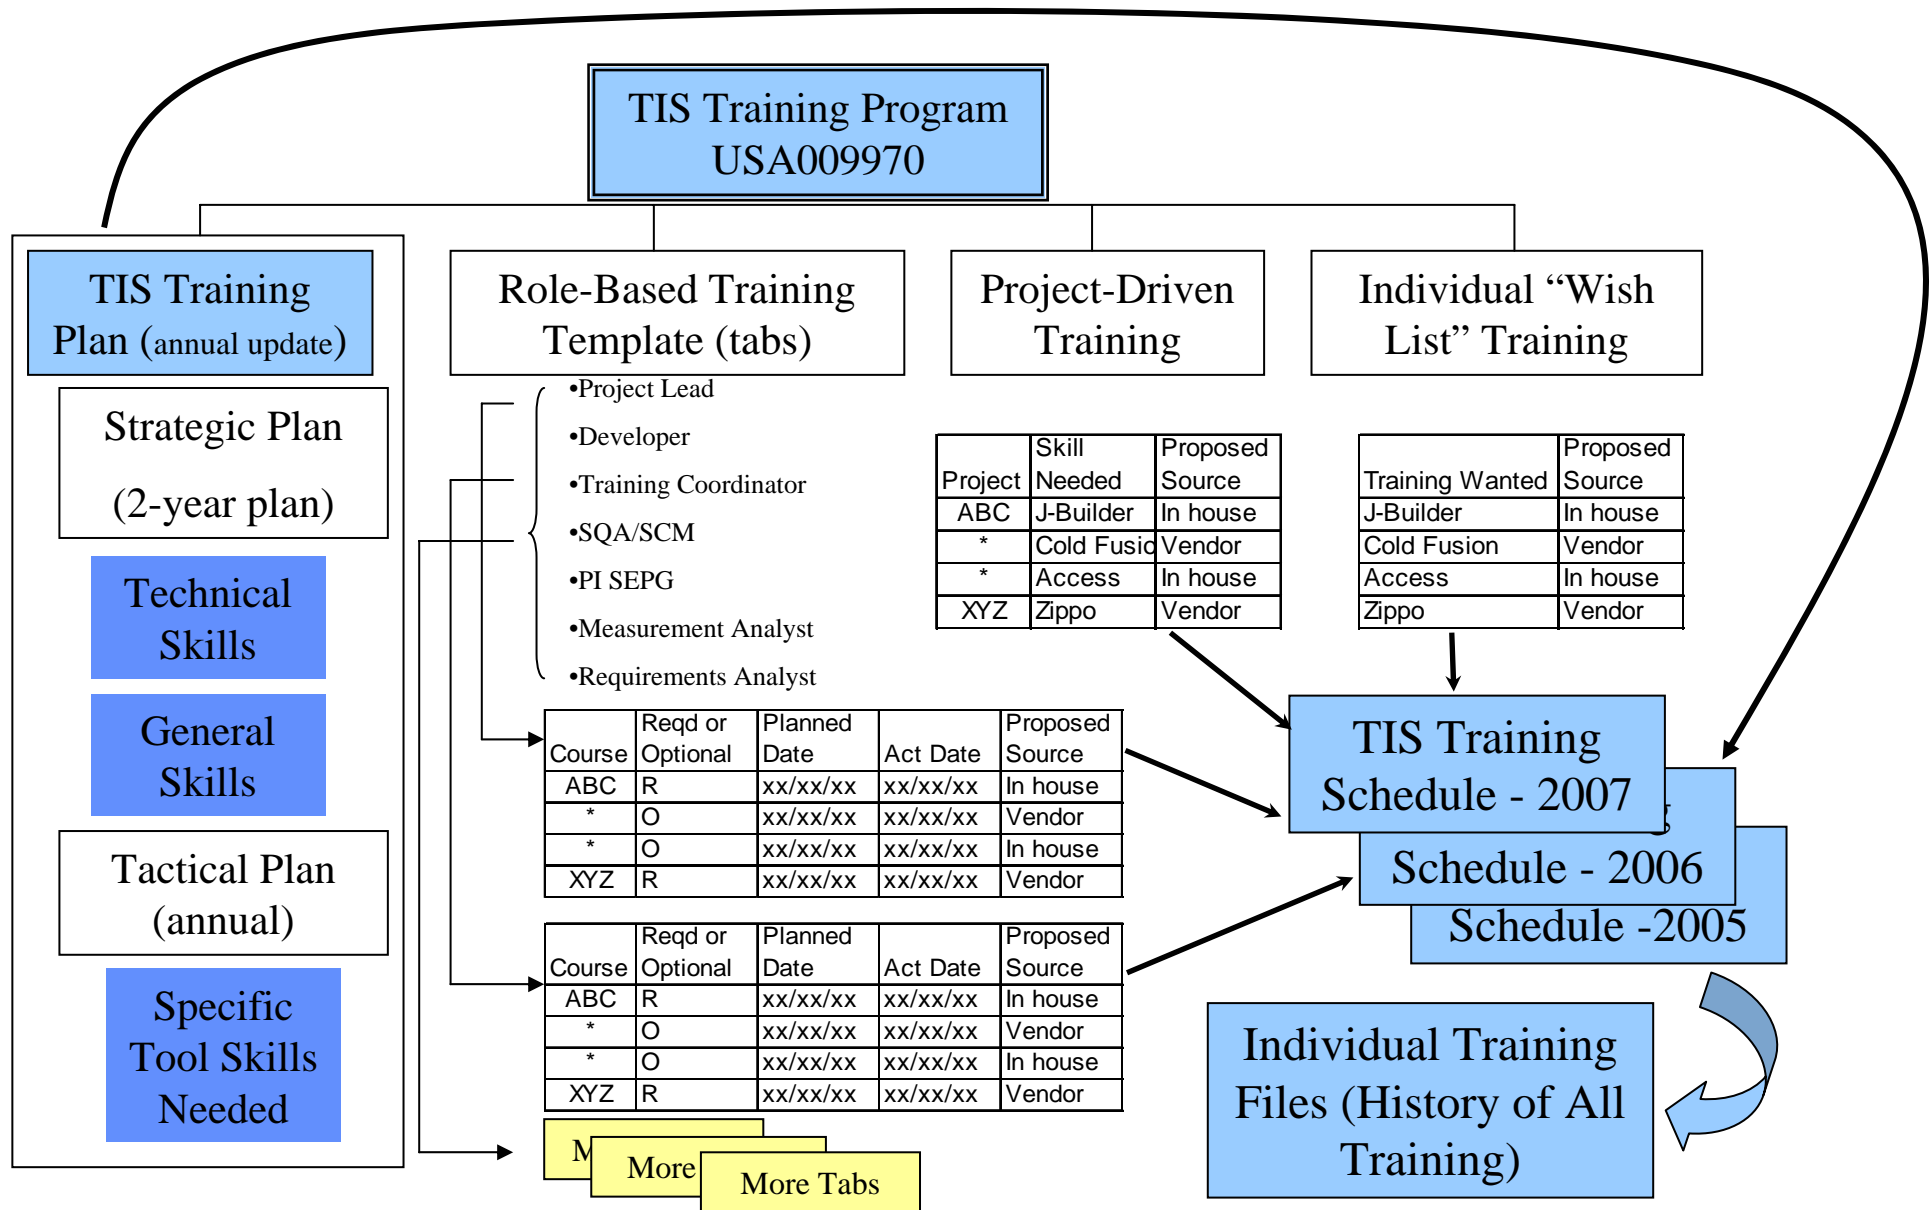 TIS Training Program
USA009970
TIS Training
Plan (annual update)
Strategic Plan
(2-year plan)
Technical
Skills
General
Skills
Tactical Plan
(annual)
Specific
Tool Skills
Needed
Role-Based Training
Template (tabs)
•Project Lead
•Developer
•Training Coordinator
•SQA/SCM
•PI SEPG
•Measurement Analyst
•Requirements Analyst
Project-Driven
Training
Individual “Wish
List” Training
Project Skill Needed Proposed Source
ABC J-Builder In house
* Cold Fusio Vendor
* Access In house
XYZ Zippo Vendor
Training Wanted Proposed Source
J-Builder In house
Cold Fusion Vendor
Access In house
Zippo Vendor
Course Reqd or Optional Planned Date Act Date Proposed Source
ABC R xx/xx/xx xx/xx/xx In house
* O xx/xx/xx xx/xx/xx Vendor
* O xx/xx/xx xx/xx/xx In house
XYZ R xx/xx/xx xx/xx/xx Vendor
Course Reqd or Optional Planned Date Act Date Proposed Source
ABC R xx/xx/xx xx/xx/xx In house
* O xx/xx/xx xx/xx/xx Vendor
* O xx/xx/xx xx/xx/xx In house
XYZ R xx/xx/xx xx/xx/xx Vendor
More
More Tabs
TIS Training
Schedule - 2007
Schedule - 2006
Schedule -2005
Individual Training
Files (History of All
Training)